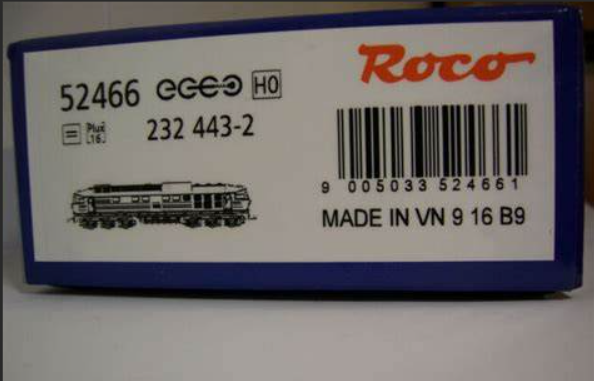 Roco
52466 H0
= Plux 16
232 443-2
9 005033 524661
MADE IN VN 9 16 B9